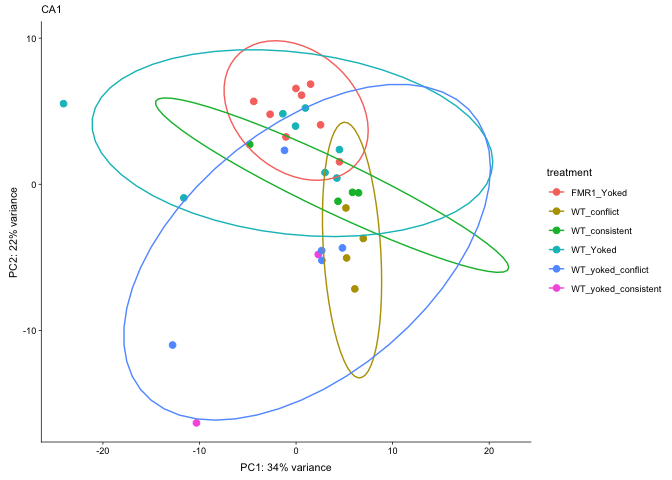 CA1
10
0
-10
PC2: 22% variance
-20
-10
0
10
20
PC1: 34% variance
treatment
FMR1_Yoked
WT_conflict
WT_consistent
WT_Yoked
WT_yoked_conflict
WT_yoked_consistent